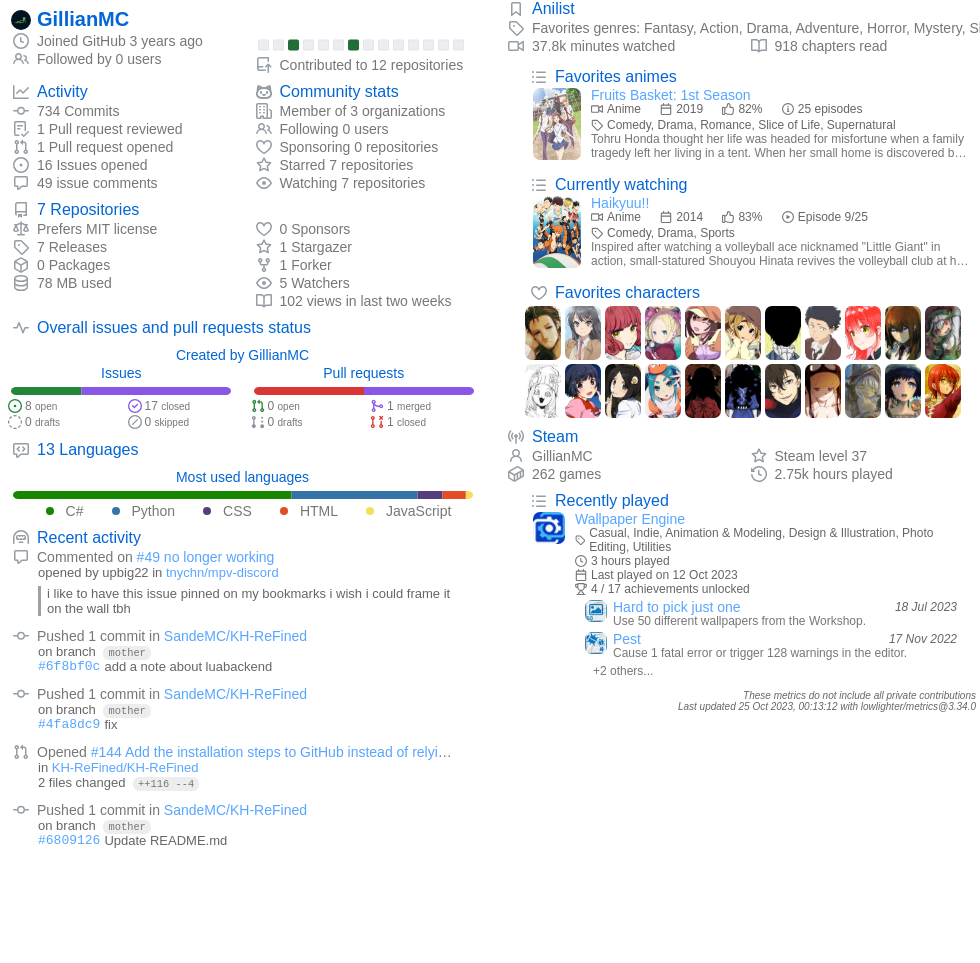 GillianMC
Joined GitHub 3 years ago
Followed by 0 users
Contributed to 12 repositories
Activity
734 Commits
1 Pull request reviewed
1 Pull request opened
16 Issues opened
49 issue comments
Community stats
Member of 3 organizations
Following 0 users
Sponsoring 0 repositories
Starred 7 repositories
Watching 7 repositories
7 Repositories
Prefers MIT license
7 Releases
0 Packages
78 MB used
0 Sponsors
1 Stargazer
1 Forker
5 Watchers
102 views in last two weeks
Overall issues and pull requests status
Created by GillianMC
Issues
8 open
17 closed
0 drafts
0 skipped
Pull requests
0 open
1 merged
0 drafts
1 closed
13 Languages
Most used languages
C# Python CSS HTML JavaScript
Recent activity
Commented on #49 no longer working
opened by upbig22 in tnychn/mpv-discord
i like to have this issue pinned on my bookmarks i wish i could frame it
on the wall tbh
Pushed 1 commit in SandeMC/KH-ReFined
on branch mother
#6f8bf0c add a note about luabackend
Pushed 1 commit in SandeMC/KH-ReFined
on branch mother
#4fa8dc9 fix
Opened #144 Add the installation steps to GitHub instead of relyi…
in KH-ReFined/KH-ReFined
2 files changed ++116 --4
Pushed 1 commit in SandeMC/KH-ReFined
on branch mother
#6809126 Update README.md
Anilist
Favorites genres: Fantasy, Action, Drama, Adventure, Horror, Mystery, Sl
37.8k minutes watched
918 chapters read
Favorites animes
Fruits Basket: 1st Season
Anime 2019 82% 25 episodes
Comedy, Drama, Romance, Slice of Life, Supernatural
Tohru Honda thought her life was headed for misfortune when a family
tragedy left her living in a tent. When her small home is discovered b…
Currently watching
Haikyuu!!
Anime 2014 83% Episode 9/25
Comedy, Drama, Sports
Inspired after watching a volleyball ace nicknamed "Little Giant" in
action, small-statured Shouyou Hinata revives the volleyball club at h…
Favorites characters
Steam
GillianMC
262 games
Steam level 37
2.75k hours played
Recently played
Wallpaper Engine
Casual, Indie, Animation & Modeling, Design & Illustration, Photo
Editing, Utilities
3 hours played
Last played on 12 Oct 2023
4 / 17 achievements unlocked
Hard to pick just one 18 Jul 2023
Use 50 different wallpapers from the Workshop.
Pest 17 Nov 2022
Cause 1 fatal error or trigger 128 warnings in the editor.
+2 others...
These metrics do not include all private contributions
Last updated 25 Oct 2023, 00:13:12 with lowlighter/metrics@3.34.0